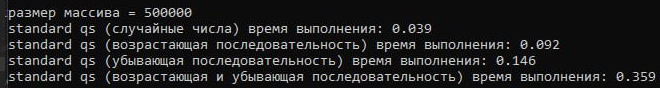 размер массива = 500000
standard qs (случайные числа) время выполнения: 0.039
standard qs (возрастающая последовательность) время выполнения: 0.092
standard qs (убывающая последовательность) время выполнения: 0.146
standard qs (возрастающая и убывающая последовательность) время выполнения: 0.359